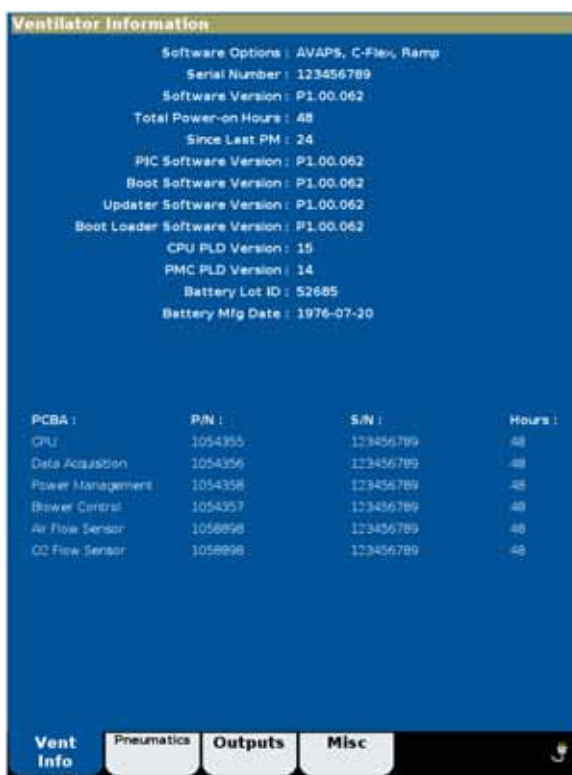 Ventilator Information
Software Options : AVAPS, C-Flex, Ramp
Serial Number : 123456789
Software Version : P1.00.062
Total Power-on Hours : 48
Since Last PM : 24
PIC Software Version : P1.00.062
Boot Software Version : P1.00.062
Updater Software Version : P1.00.062
Boot Loader Software Version : P1.00.062
CPU PLD Version : 15
PMC PLD Version : 14
Battery Lot ID : 52685
Battery Mfg Date : 1976-07-20
PCBA : P/N : S/N : Hours :
CPU 1054355 123456789 48
Data Acquisition 1054356 123456789 48
Power Management 1054358 123456789 48
Blower Control 1054357 123456789 48
Air Flow Sensor 1058898 123456789 48
O2 Flow Sensor 1058898 123456789 48
Vent Info Pneumatics Outputs Misc